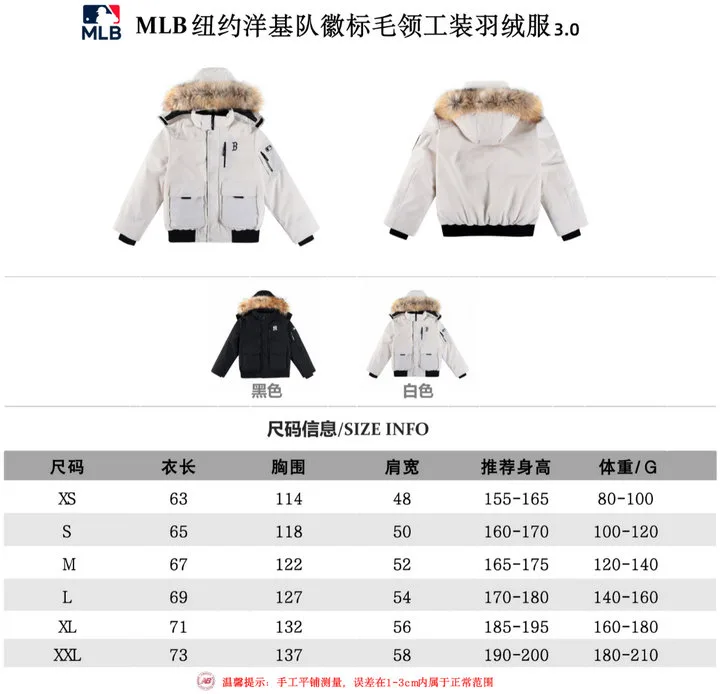 MLB
MLB 纽约洋基队徽标毛领工装羽绒服3.0
B
黑色 白色
尺码信息/SIZE INFO
尺码 衣长 胸围 肩宽 推荐身高 体重/G
XS 63 114 48 155-165 80-100
S 65 118 50 160-170 100-120
M 67 122 52 165-175 120-140
L 69 127 54 170-180 140-160
XL 71 132 56 185-195 160-180
XXL 73 137 58 190-200 180-210
温馨提示：手工平铺测量，误差在1-3cm内属于正常范围